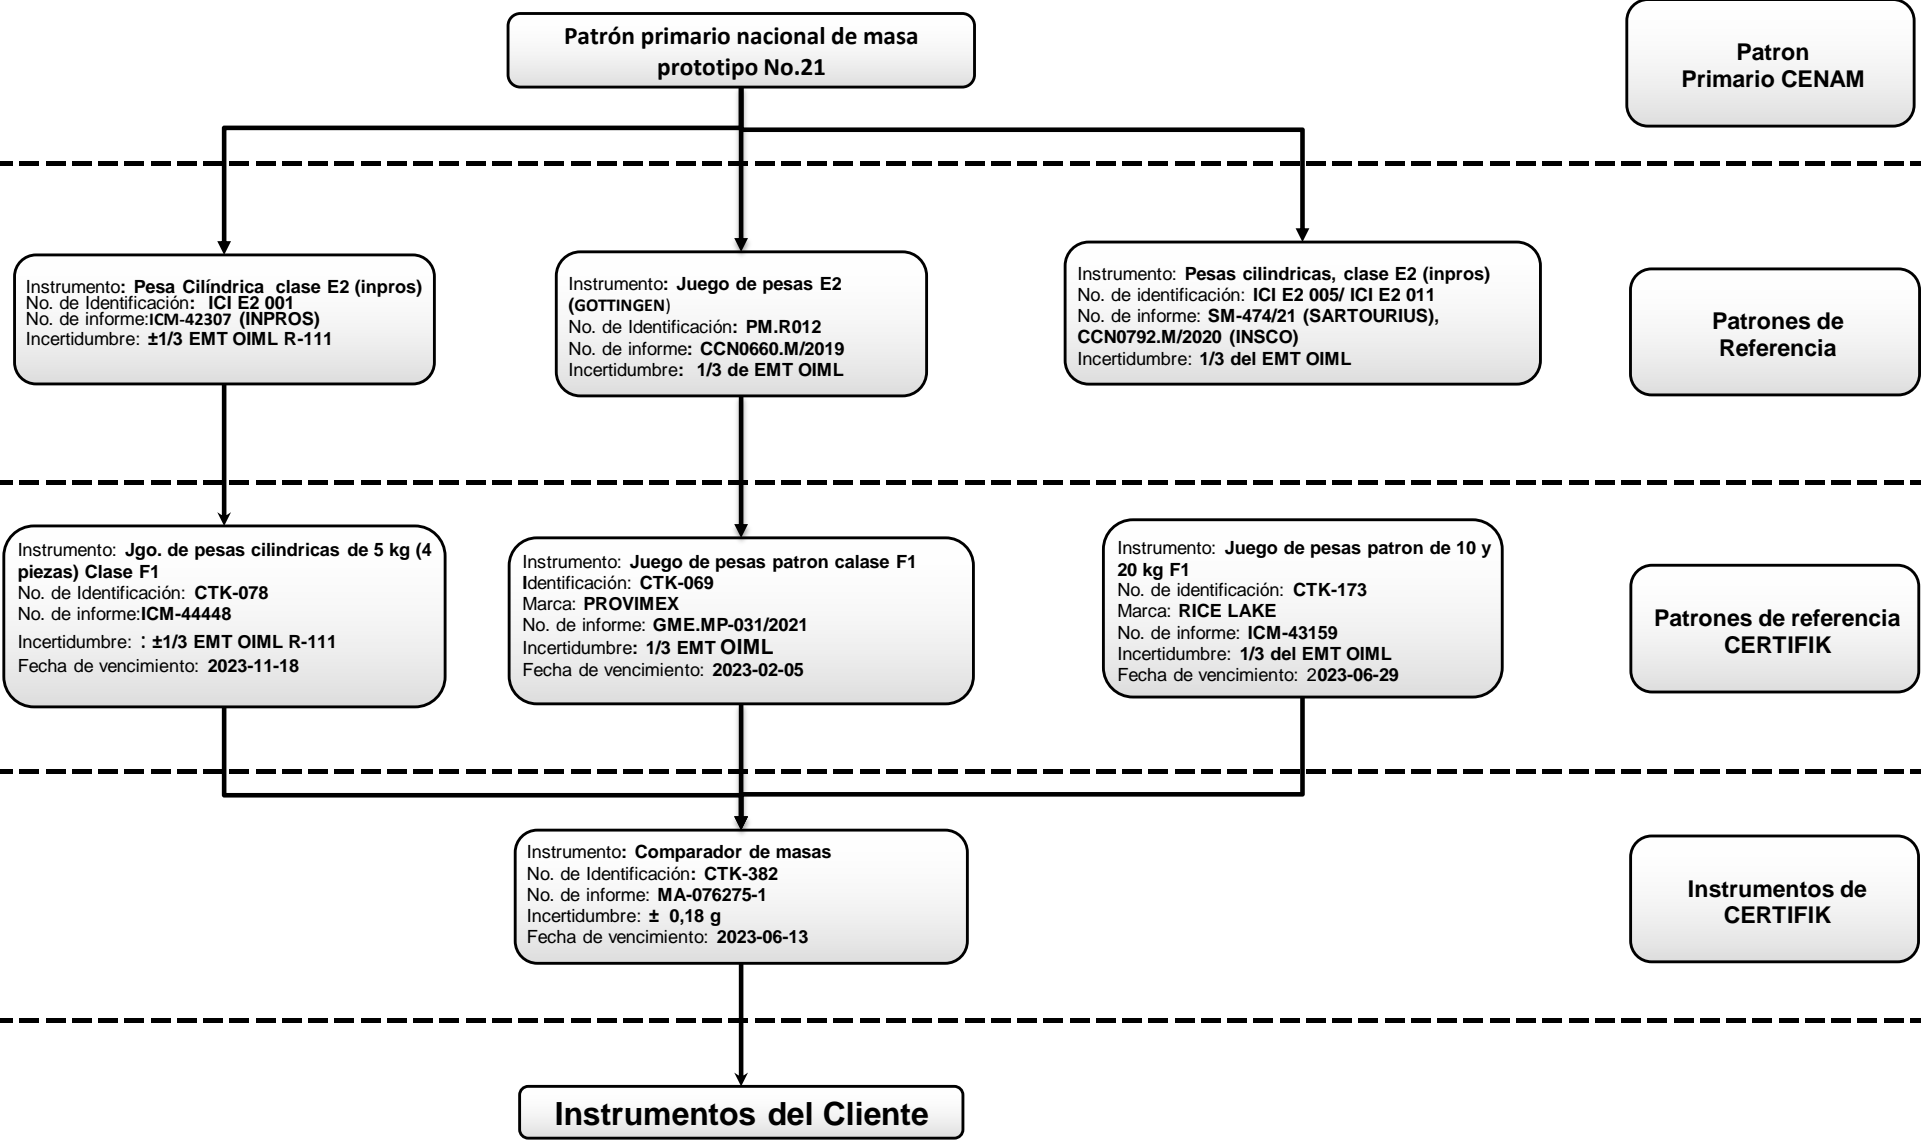 Patrón primario nacional de masa
prototipo No.21
Patron
Primario CENAM
Instrumento: Pesa Cilíndrica clase E2 (inpros)
No. de Identificación: ICI E2 001
No. de informe:ICM-42307 (INPROS)
Incertidumbre: ±1/3 EMT OIML R-111
Instrumento: Juego de pesas E2
(GOTTINGEN)
No. de Identificación: PM.R012
No. de informe: CCN0660.M/2019
Incertidumbre: 1/3 de EMT OIML
Instrumento: Pesas cilindricas, clase E2 (inpros)
No. de identificación: ICI E2 005/ ICI E2 011
No. de informe: SM-474/21 (SARTOURIUS),
CCN0792.M/2020 (INSCO)
Incertidumbre: 1/3 del EMT OIML
Patrones de
Referencia
Instrumento: Jgo. de pesas cilindricas de 5 kg (4
piezas) Clase F1
No. de Identificación: CTK-078
No. de informe:ICM-44448
Incertidumbre: : ±1/3 EMT OIML R-111
Fecha de vencimiento: 2023-11-18
Instrumento: Juego de pesas patron calase F1
Identificación: CTK-069
Marca: PROVIMEX
No. de informe: GME.MP-031/2021
Incertidumbre: 1/3 EMT OIML
Fecha de vencimiento: 2023-02-05
Instrumento: Juego de pesas patron de 10 y
20 kg F1
No. de identificación: CTK-173
Marca: RICE LAKE
No. de informe: ICM-43159
Incertidumbre: 1/3 del EMT OIML
Fecha de vencimiento: 2023-06-29
Patrones de referencia
CERTIFIK
Instrumento: Comparador de masas
No. de Identificación: CTK-382
No. de informe: MA-076275-1
Incertidumbre: ± 0,18 g
Fecha de vencimiento: 2023-06-13
Instrumentos de
CERTIFIK
Instrumentos del Cliente